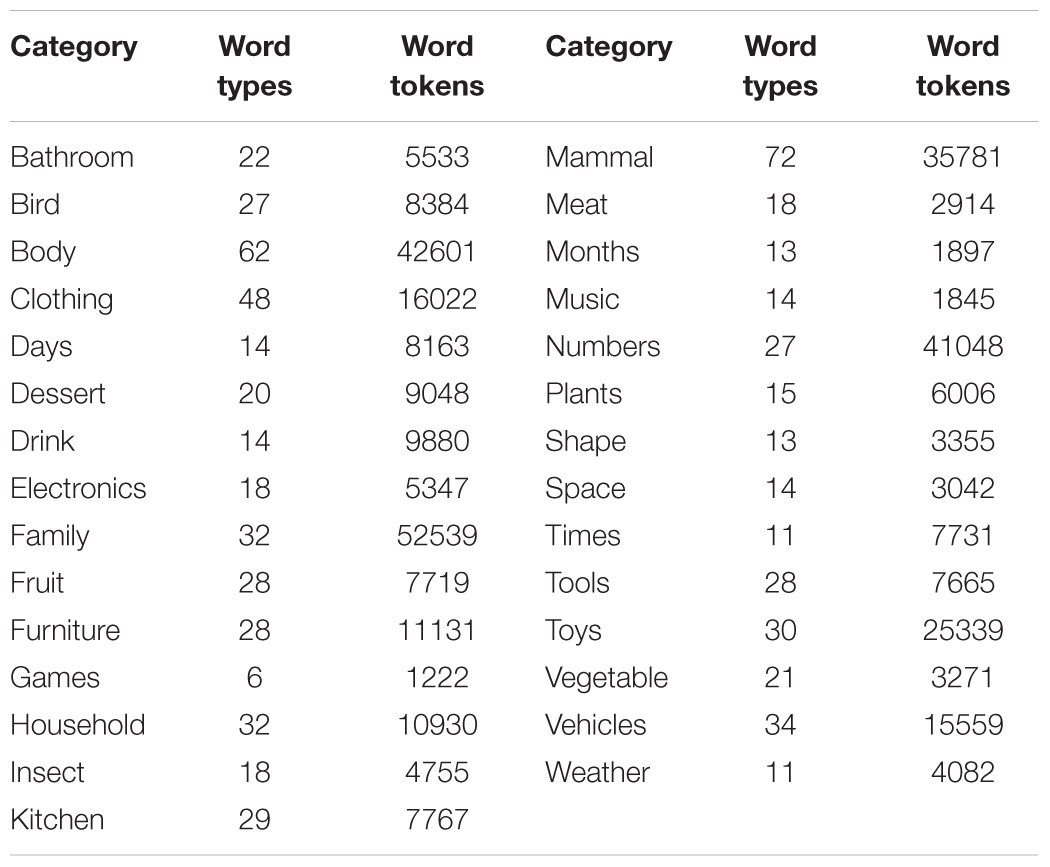 Category Word types Word tokens Category Word types Word tokens
Bathroom 22 5533 Mammal 72 35781
Bird 27 8384 Meat 18 2914
Body 62 42601 Months 13 1897
Clothing 48 16022 Music 14 1845
Days 14 8163 Numbers 27 41048
Dessert 20 9048 Plants 15 6006
Drink 14 9880 Shape 13 3355
Electronics 18 5347 Space 14 3042
Family 32 52539 Times 11 7731
Fruit 28 7719 Tools 28 7665
Furniture 28 11131 Toys 30 25339
Games 6 1222 Vegetable 21 3271
Household 32 10930 Vehicles 34 15559
Insect 18 4755 Weather 11 4082
Kitchen 29 7767